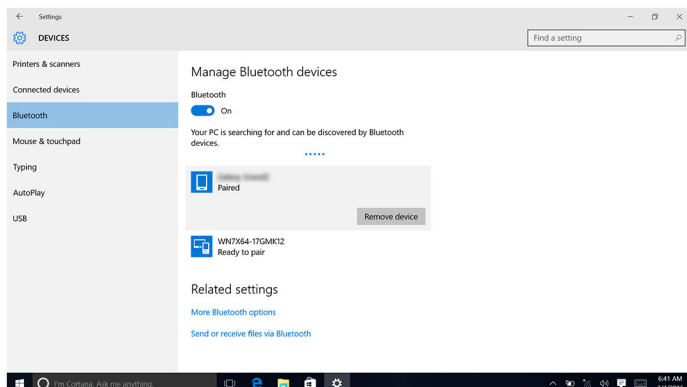 Settings
DEVICES
Find a setting
Printers & scanners
Connected devices
Bluetooth
Mouse & touchpad
Typing
AutoPlay
USB
Manage Bluetooth devices
Bluetooth
On
Your PC is searching for and can be discovered by Bluetooth
devices.
Paired
Remove device
WN7X64-17GMK12
Ready to pair
Related settings
More Bluetooth options
Send or receive files via Bluetooth
I'm Cortana. Ask me anything.
6:41 AM